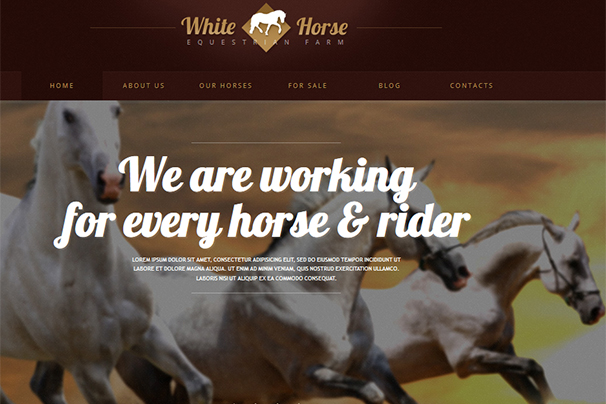 White Horse
EQUESTRIAN FARM
HOME ABOUT US OUR HORSES FOR SALE BLOG CONTACTS
We are working
for every horse & rider
LOREM IPSUM DOLOR SIT AMET, CONSECTETUR ADIPISICING ELIT, SED DO EIUSMOD TEMPOR INCIDIDUNT UT
LABORE ET DOLORE MAGNA ALIQUA. UT ENIM AD MINIM VENIAM, QUIS NOSTRUD EXERCITATION ULLAMCO.
LABORIS NISI UT ALIQUIP EX EA COMMODO CONSEQUAT.